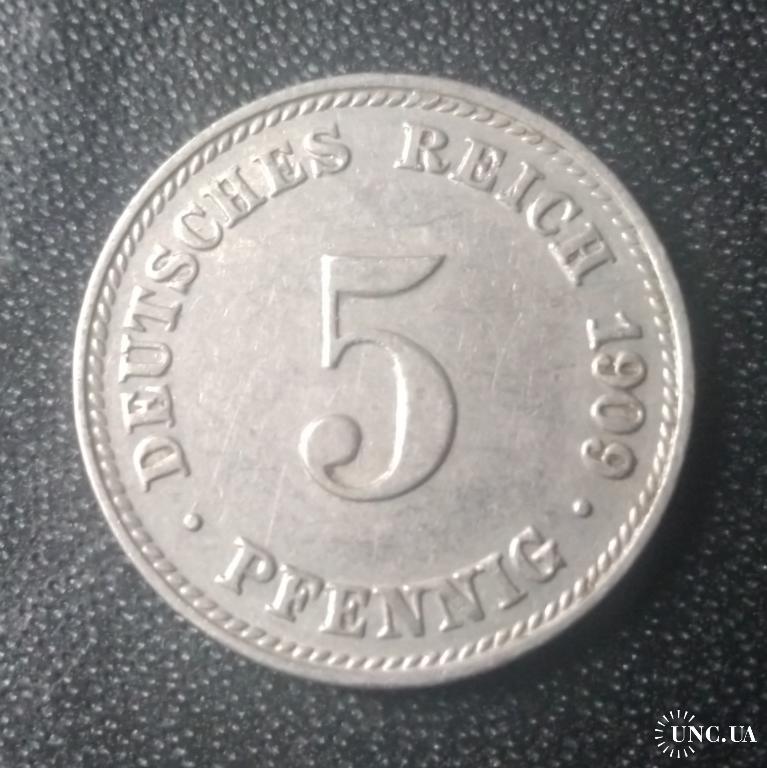 DEUTSCHES REICH 1909
5
· PFENNIG ·
UNC.UA